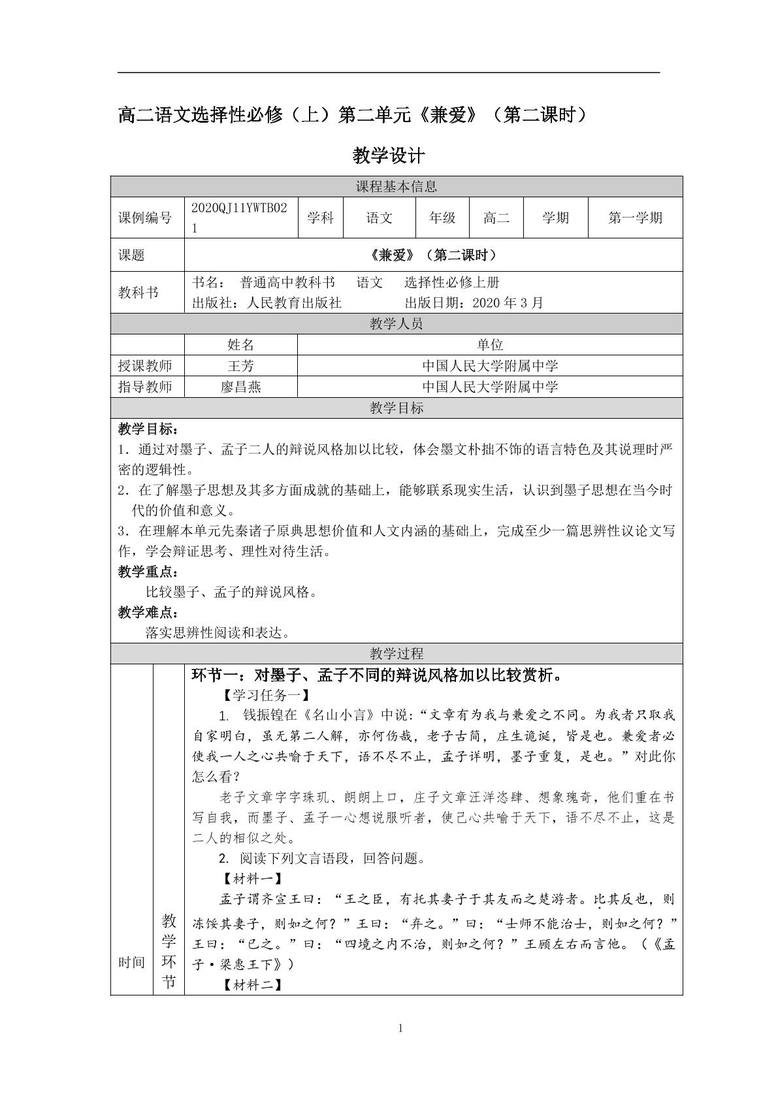 高二语文选择性必修（上）第二单元《兼爱》（第二课时）
教学设计
课程基本信息
课例编号 2020QJ11YWTB021 学科 语文 年级 高二 学期 第一学期
课题 《兼爱》（第二课时）
教科书 书名： 普通高中教科书 语文 选择性必修上册
出版社：人民教育出版社 出版日期：2020 年 3 月
教学人员
姓名 单位
授课教师 王芳 中国人民大学附属中学
指导教师 廖昌燕 中国人民大学附属中学
教学目标
教学目标：
1．通过对墨子、孟子二人的辩说风格加以比较，体会墨文朴拙不饰的语言特色及其说理时严
密的逻辑性。
2．在了解墨子思想及其多方面成就的基础上，能够联系现实生活，认识到墨子思想在当今时
代的价值和意义。
3．在理解本单元先秦诸子原典思想价值和人文内涵的基础上，完成至少一篇思辨性议论文写
作，学会辩证思考、理性对待生活。
教学重点：
比较墨子、孟子的辩说风格。
教学难点：
落实思辨性阅读和表达。
教学过程
时间
教学环节
环节一：对墨子、孟子不同的辩说风格加以比较赏析。
【学习任务一】
1. 钱振锽在《名山小言》中说：“文章有为我与兼爱之不同。为我者只取我
自家明白，虽无第二人解，亦何伤哉，老子古简，庄生诡诞，皆是也。兼爱者必
使我一人之心共喻于天下，语不尽不止，孟子详明，墨子重复，是也。”对此你
怎么看？
老子文章字字珠玑、朗朗上口，庄子文章汪洋恣肆、想象瑰奇，他们重在书
写自我，而墨子、孟子一心想说服听者，使己心共喻于天下，语不尽不止，这是
二人的相似之处。
2. 阅读下列文言语段，回答问题。
【材料一】
孟子谓齐宣王曰：“王之臣，有托其妻子于其友而之楚游者。比其反也，则
冻馁其妻子，则如之何？”王曰：“弃之。”曰：“士师不能治士，则如之何？”
王曰：“已之。”曰：“四境之内不治，则如之何？”王顾左右而言他。（《孟
子·梁惠王下》）
【材料二】
1